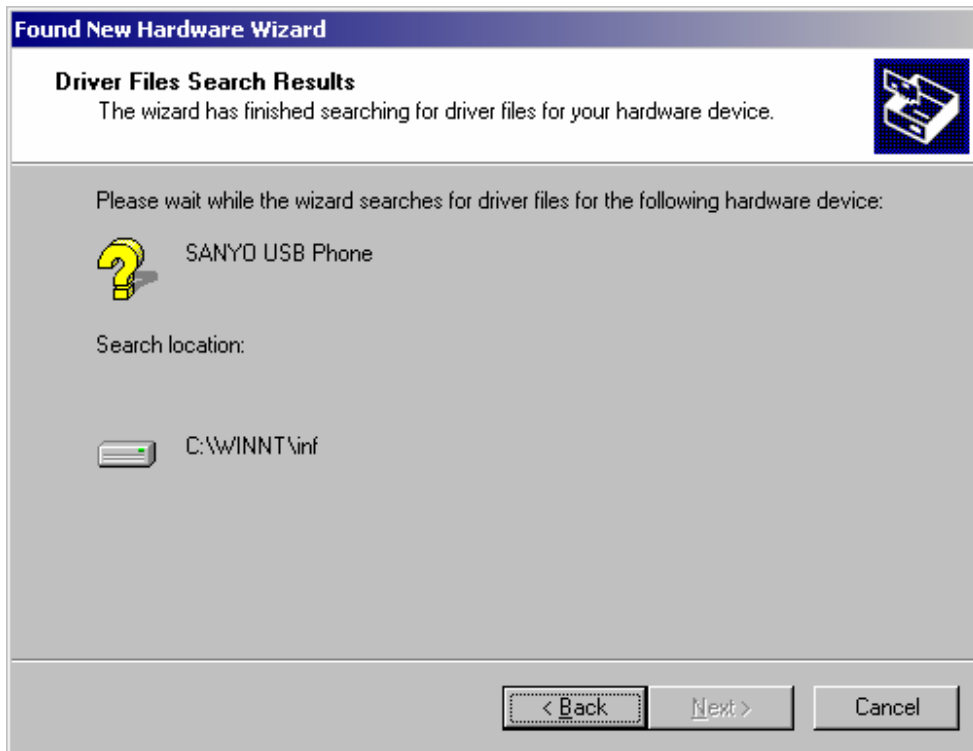 Found New Hardware Wizard
Driver Files Search Results
The wizard has finished searching for driver files for your hardware device.
Please wait while the wizard searches for driver files for the following hardware device:
SANYO USB Phone
Search location:
C:\WINNT\inf
< Back
Next >
Cancel